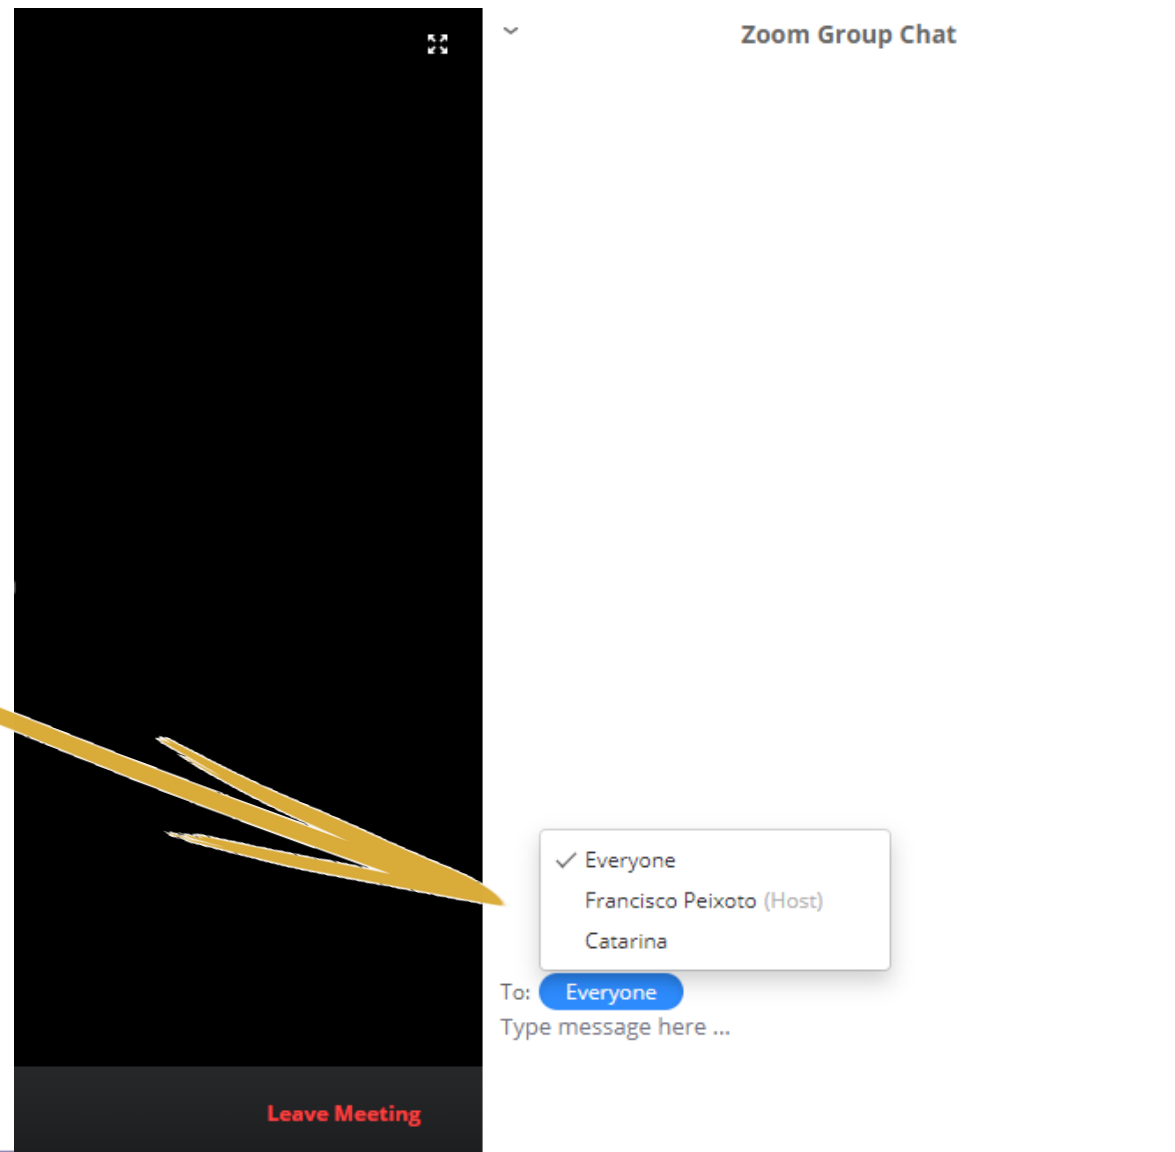 Zoom Group Chat
Everyone
Francisco Peixoto (Host)
Catarina
To: Everyone
Type message here ...
Leave Meeting